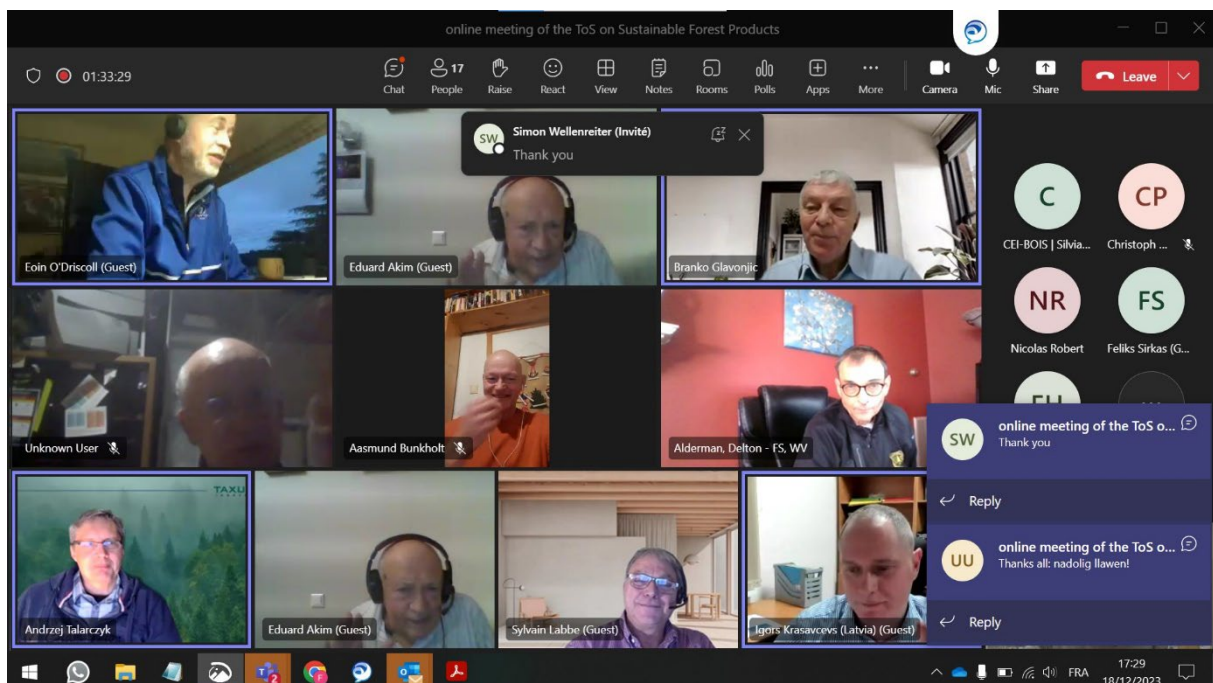 online meeting of the ToS on Sustainable Forest Products
01:33:29
Chat
17
People
Raise
React
View
Notes
Rooms
Polls
Apps
More
Camera
Mic
Share
Leave
SW
Simon Wellenreiter (Invité)
Thank you
Eoin O'Driscoll (Guest)
Eduard Akim (Guest)
Branko Glavonjic
C
CP
CEI-BOIS | Silvia...
Christoph ...
NR
FS
Nicolas Robert
Feliks Sirkas (G...
Unknown User
Aasmund Bunkholt
Alderman, Delton - FS, WV
SW
online meeting of the ToS o...
Thank you
Reply
UU
online meeting of the ToS o...
Thanks all: nadolig llawen!
Reply
TAXU
Andrzej Talarczyk
Eduard Akim (Guest)
Sylvain Labbe (Guest)
Igors Krasavcevs (Latvia) (Guest)
FRA
17:29
18/12/2023